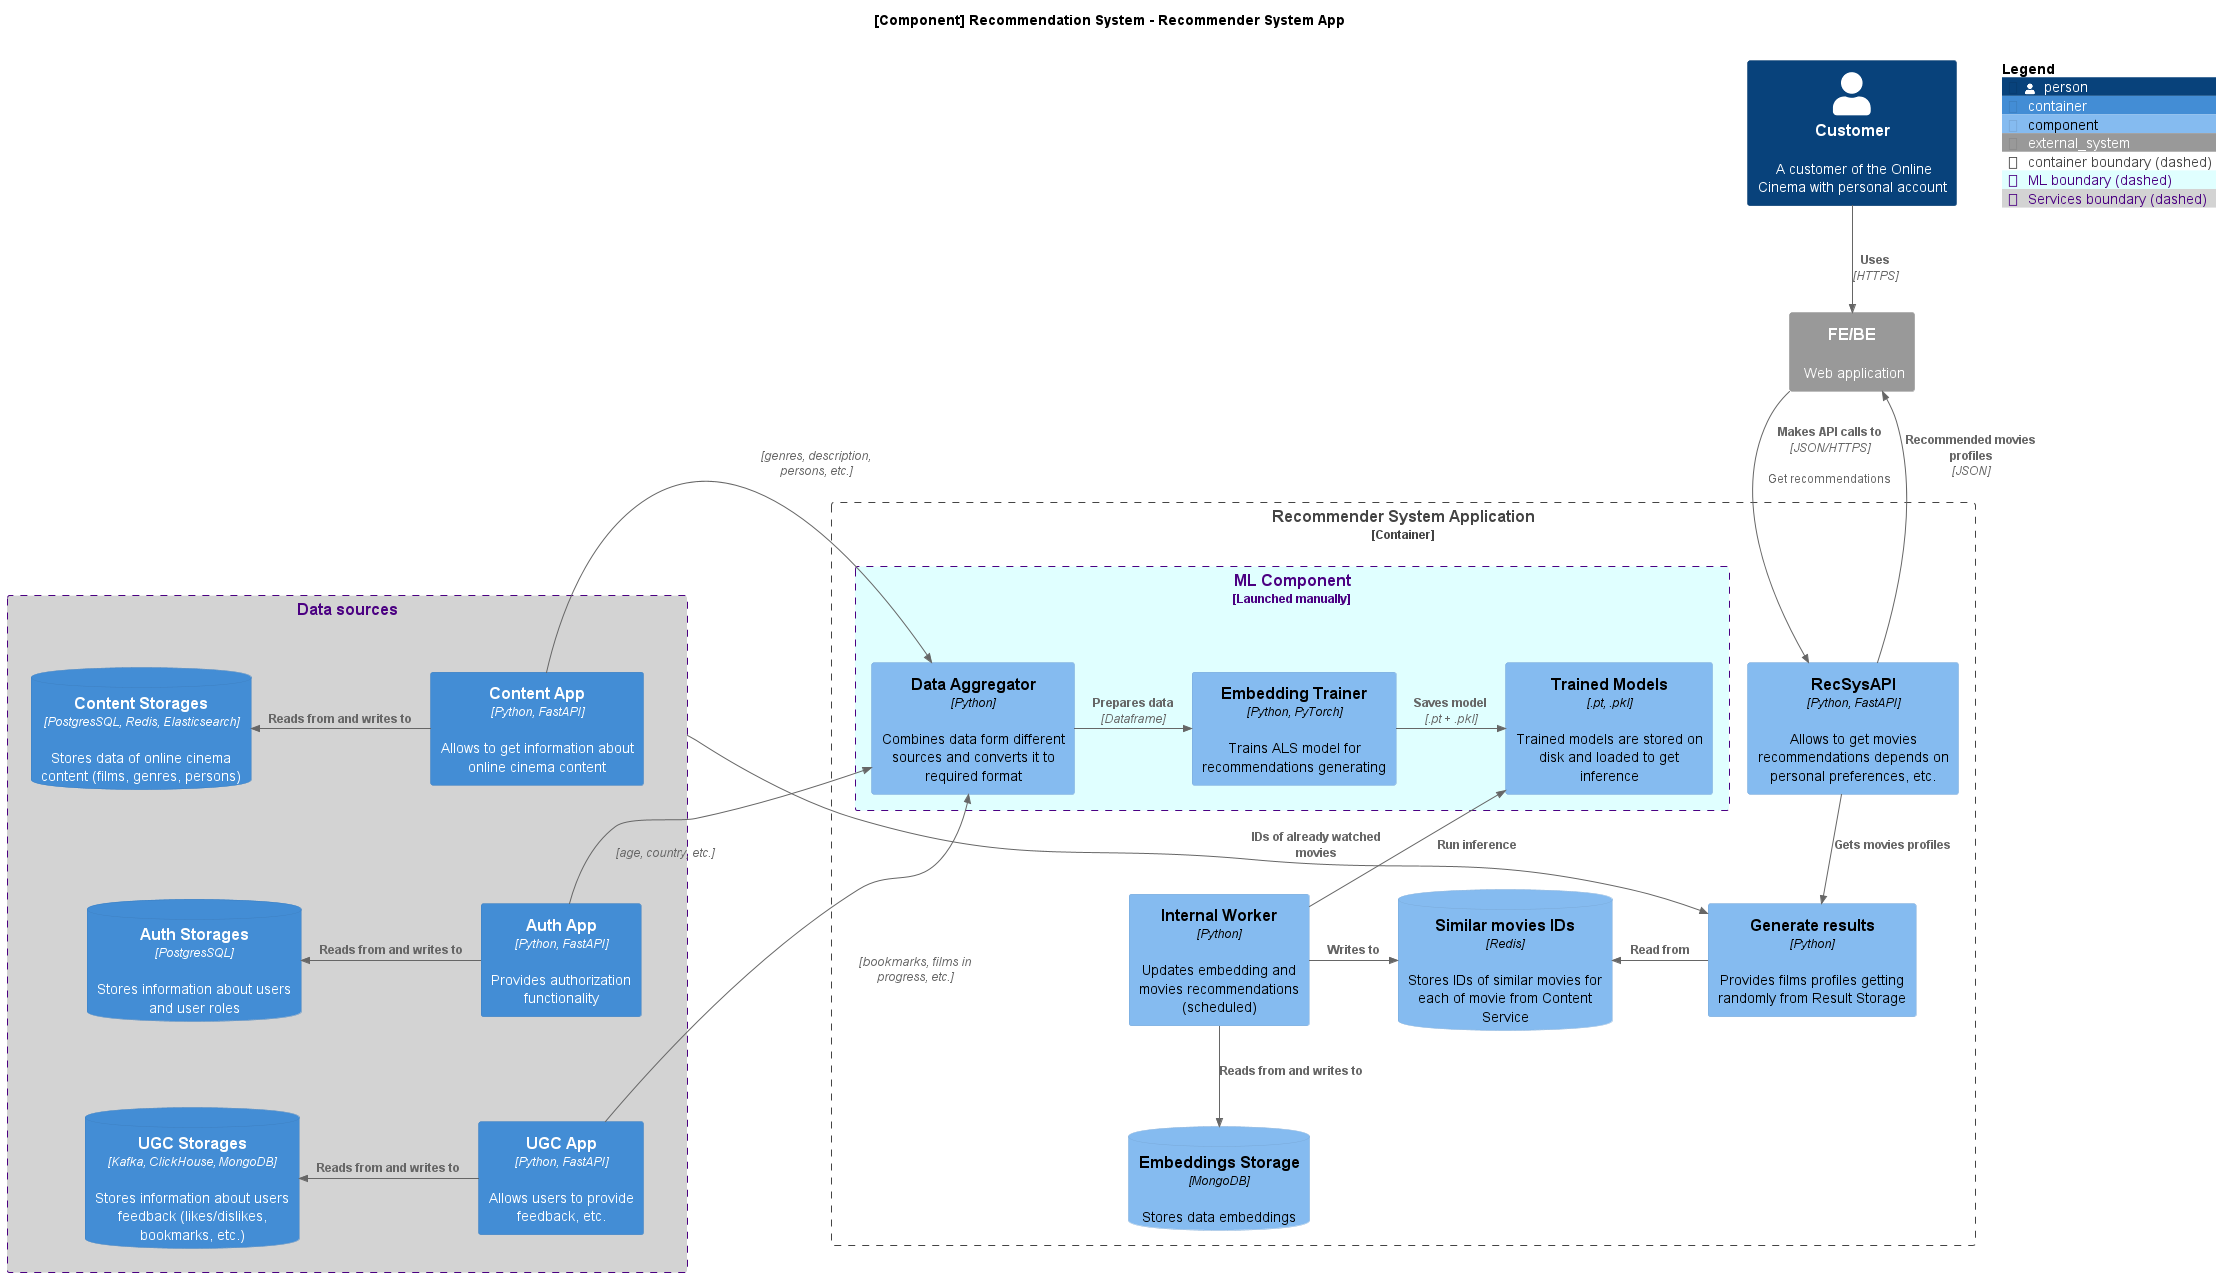 [Component] Recommendation System - Recommender System App
Legend
person
container
component
external_system
container boundary (dashed)
ML boundary (dashed)
Services boundary (dashed)
Customer
A customer of the Online
Cinema with personal account
Uses
[HTTPS]
FE/BE
Web application
Makes API calls to
[JSON/HTTPS]
Get recommendations
Recommended movies
profiles
[JSON]
[genres, description,
persons, etc.]
Recommender System Application
[Container]
ML Component
[Launched manually]
Data Aggregator
[Python]
Combines data form different
sources and converts it to
required format
Prepares data
[Dataframe]
Embedding Trainer
[Python, PyTorch]
Trains ALS model for
recommendations generating
Saves model
[.pt + .pkl]
Trained Models
[.pt, .pkl]
Trained models are stored on
disk and loaded to get
inference
RecSysAPI
[Python, FastAPI]
Allows to get movies
recommendations depends on
personal preferences, etc.
Data sources
Content Storages
[PostgresSQL, Redis, Elasticsearch]
Stores data of online cinema
content (films, genres, persons)
Reads from and writes to
Content App
[Python, FastAPI]
Allows to get information about
online cinema content
[age, country, etc.]
IDs of already watched
movies
Run inference
Gets movies profiles
Auth Storages
[PostgresSQL]
Stores information about users
and user roles
Reads from and writes to
Auth App
[Python, FastAPI]
Provides authorization
functionality
[bookmarks, films in
progress, etc.]
Internal Worker
[Python]
Updates embedding and
movies recommendations
(scheduled)
Writes to
Similar movies IDs
[Redis]
Stores IDs of similar movies for
each of movie from Content
Service
Read from
Generate results
[Python]
Provides films profiles getting
randomly from Result Storage
Reads from and writes to
UGC Storages
[Kafka, ClickHouse, MongoDB]
Stores information about users
feedback (likes/dislikes,
bookmarks, etc.)
Reads from and writes to
UGC App
[Python, FastAPI]
Allows users to provide
feedback, etc.
Embeddings Storage
[MongoDB]
Stores data embeddings